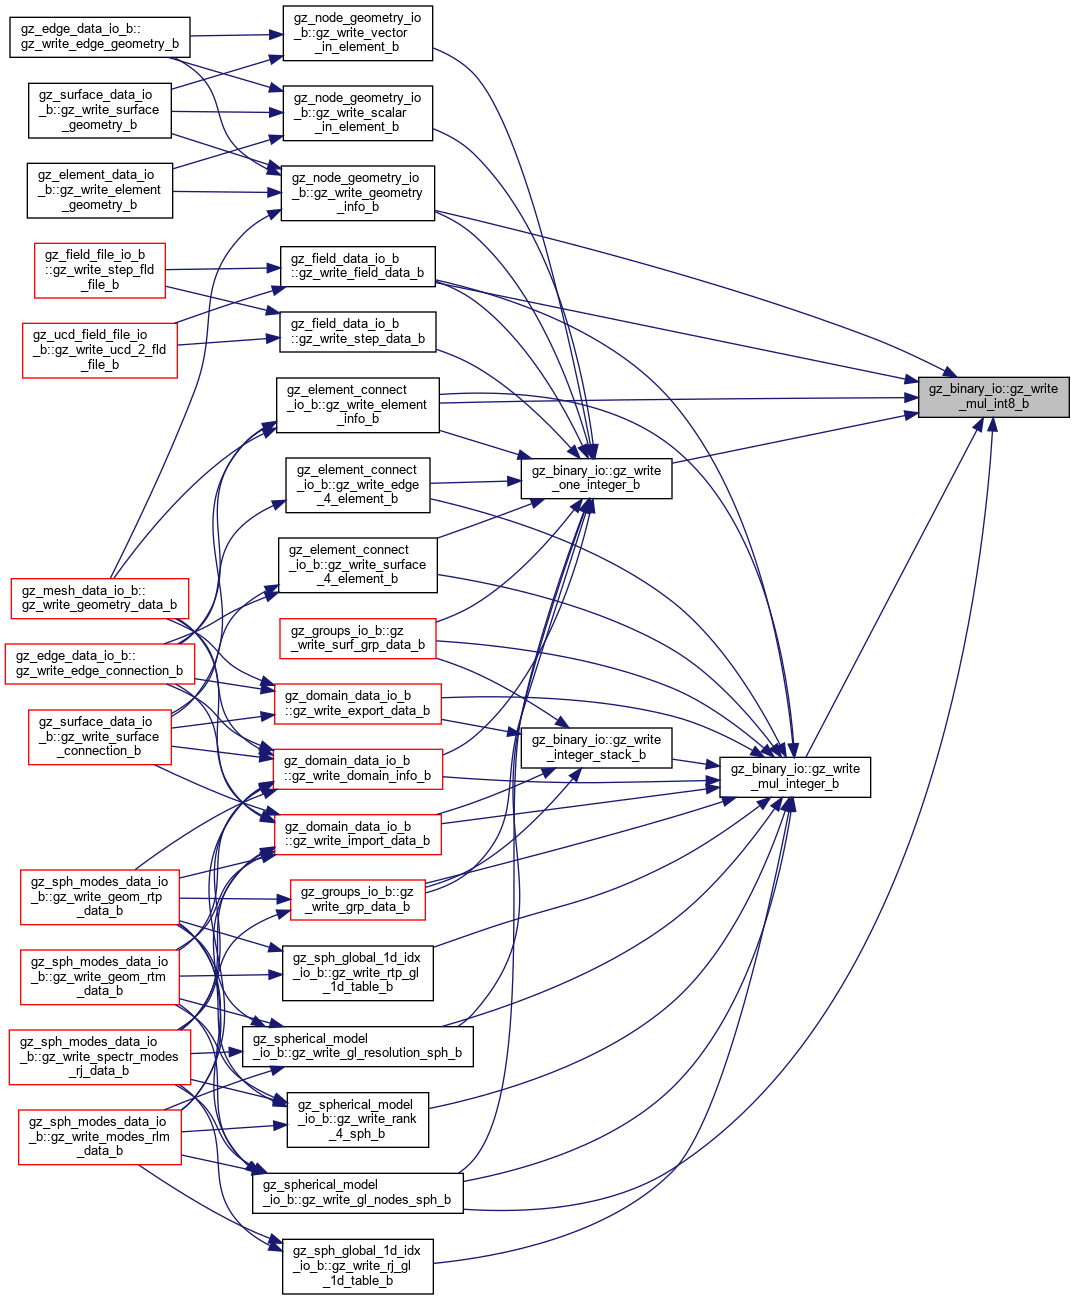 gz_edge_data_io_b::
gz_write_edge_geometry_b
gz_surface_data_io
_b::gz_write_surface
_geometry_b
gz_element_data_io
_b::gz_write_element
_geometry_b
gz_field_file_io_b
::gz_write_step_fld
_file_b
gz_ucd_field_file_io
_b::gz_write_ucd_2_fld
_file_b
gz_mesh_data_io_b::
gz_write_geometry_data_b
gz_edge_data_io_b::
gz_write_edge_connection_b
gz_surface_data_io
_b::gz_write_surface
_connection_b
gz_sph_modes_data_io
_b::gz_write_geom_rtp
_data_b
gz_sph_modes_data_io
_b::gz_write_geom_rtm
_data_b
gz_sph_modes_data_io
_b::gz_write_spectr_modes
_rj_data_b
gz_sph_modes_data_io
_b::gz_write_modes_rlm
_data_b
gz_node_geometry_io
_b::gz_write_vector
_in_element_b
gz_node_geometry_io
_b::gz_write_scalar
_in_element_b
gz_node_geometry_io
_b::gz_write_geometry
_info_b
gz_field_data_io_b
::gz_write_field_data_b
gz_field_data_io_b
::gz_write_step_data_b
gz_element_connect
_io_b::gz_write_element
_info_b
gz_element_connect
_io_b::gz_write_edge
_4_element_b
gz_element_connect
_io_b::gz_write_surface
_4_element_b
gz_groups_io_b::gz
_write_surf_grp_data_b
gz_domain_data_io_b
::gz_write_export_data_b
gz_domain_data_io_b
::gz_write_domain_info_b
gz_domain_data_io_b
::gz_write_import_data_b
gz_groups_io_b::gz
_write_grp_data_b
gz_sph_global_1d_idx
_io_b::gz_write_rtp_gl
_1d_table_b
gz_spherical_model
_io_b::gz_write_gl_resolution_sph_b
gz_spherical_model
_io_b::gz_write_rank
_4_sph_b
gz_spherical_model
_io_b::gz_write_gl_nodes_sph_b
gz_sph_global_1d_idx
_io_b::gz_write_rj_gl
_1d_table_b
gz_binary_io::gz_write
_one_integer_b
gz_binary_io::gz_write
_integer_stack_b
gz_binary_io::gz_write
_mul_integer_b
gz_binary_io::gz_write
_mul_int8_b